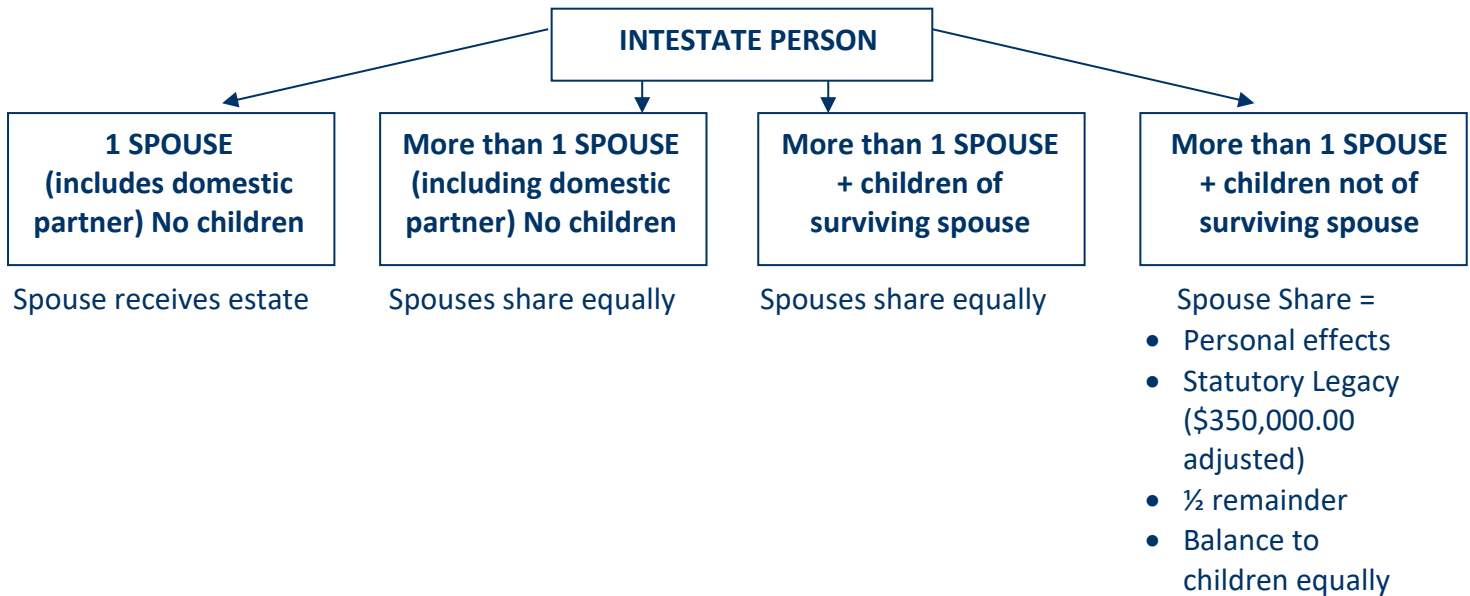 INTESTATE PERSON
1 SPOUSE
(includes domestic
partner) No children
More than 1 SPOUSE
(including domestic
partner) No children
More than 1 SPOUSE
+ children of
surviving spouse
More than 1 SPOUSE
+ children not of
surviving spouse
Spouse receives estate
Spouses share equally
Spouses share equally
Spouse Share =
• Personal effects
• Statutory Legacy
($350,000.00
adjusted)
• ½ remainder
• Balance to
children equally